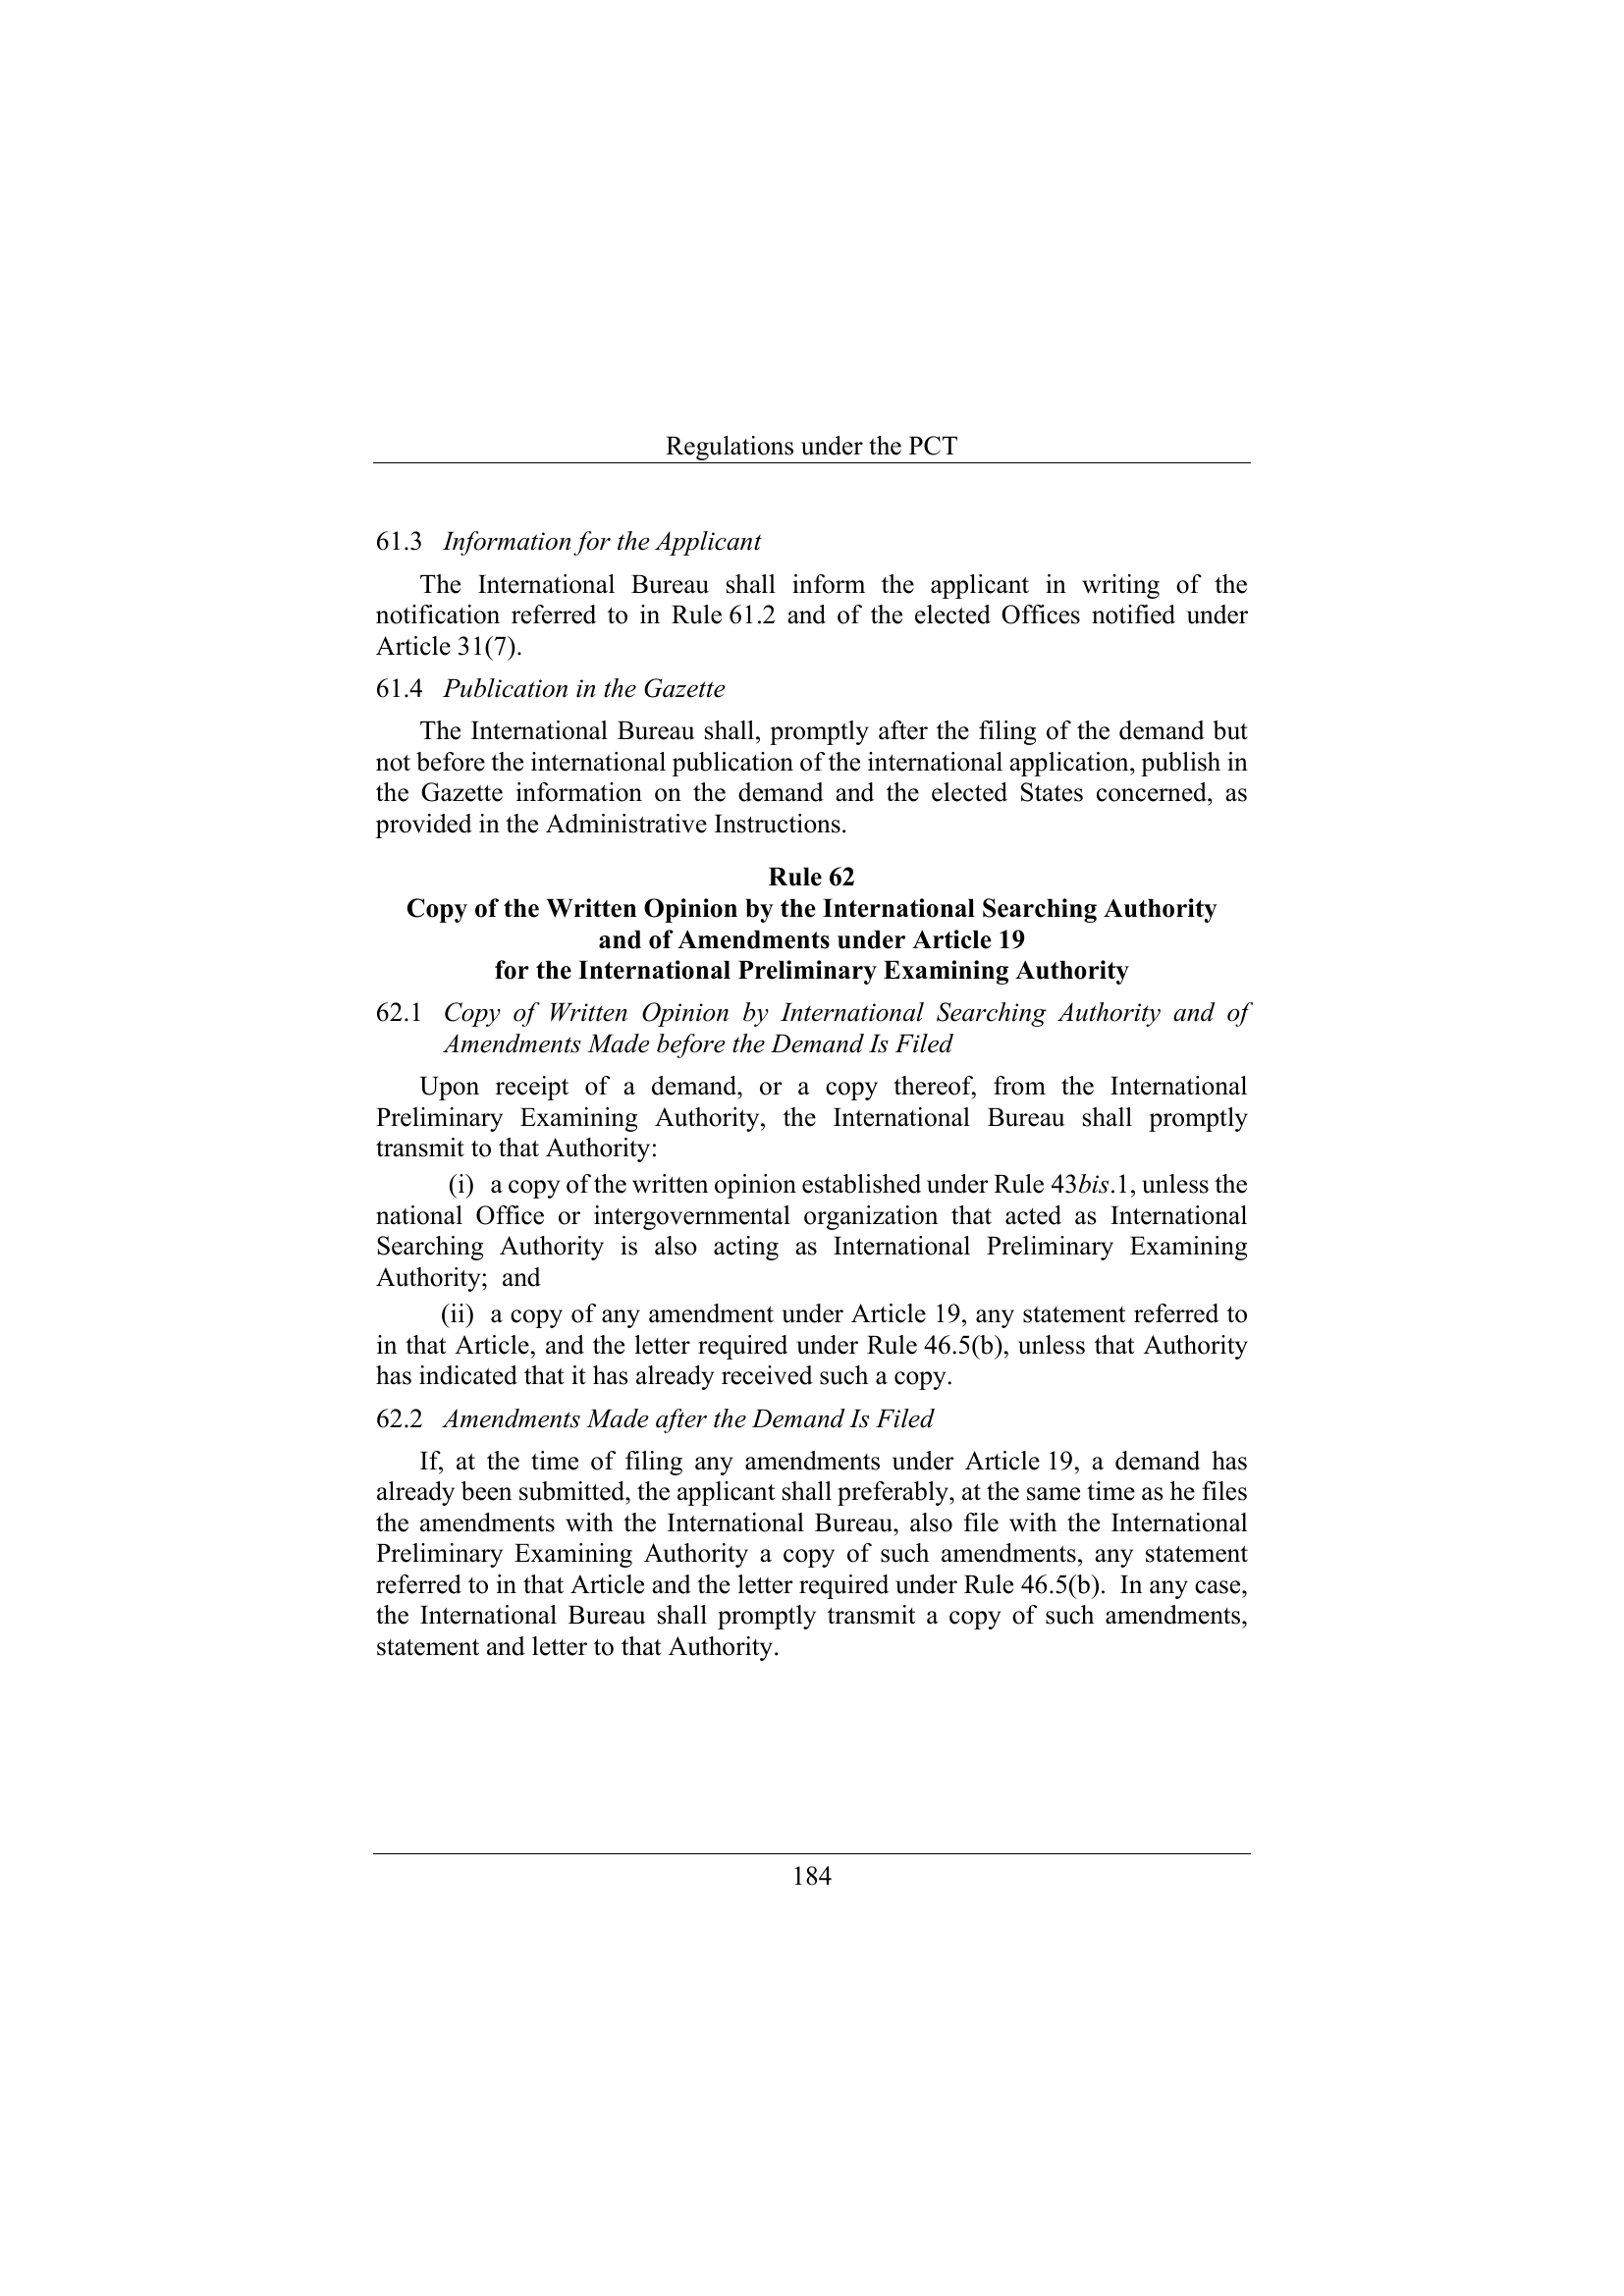 Regulations under the PCT
61.3 Information for the Applicant
The International Bureau shall inform the applicant in writing of the
notification referred to in Rule 61.2 and of the elected Offices notified under
Article 31(7).
61.4 Publication in the Gazette
The International Bureau shall, promptly after the filing of the demand but
not before the international publication of the international application, publish in
the Gazette information on the demand and the elected States concerned, as
provided in the Administrative Instructions.
Rule 62
Copy of the Written Opinion by the International Searching Authority
and of Amendments under Article 19
for the International Preliminary Examining Authority
62.1 Copy of Written Opinion by International Searching Authority and of
Amendments Made before the Demand Is Filed
Upon receipt of a demand, or a copy thereof, from the International
Preliminary Examining Authority, the International Bureau shall promptly
transmit to that Authority:
(i) a copy of the written opinion established under Rule 43bis.1, unless the
national Office or intergovernmental organization that acted as International
Searching Authority is also acting as International Preliminary Examining
Authority; and
(ii) a copy of any amendment under Article 19, any statement referred to
in that Article, and the letter required under Rule 46.5(b), unless that Authority
has indicated that it has already received such a copy.
62.2 Amendments Made after the Demand Is Filed
If, at the time of filing any amendments under Article 19, a demand has
already been submitted, the applicant shall preferably, at the same time as he files
the amendments with the International Bureau, also file with the International
Preliminary Examining Authority a copy of such amendments, any statement
referred to in that Article and the letter required under Rule 46.5(b). In any case,
the International Bureau shall promptly transmit a copy of such amendments,
statement and letter to that Authority.
184